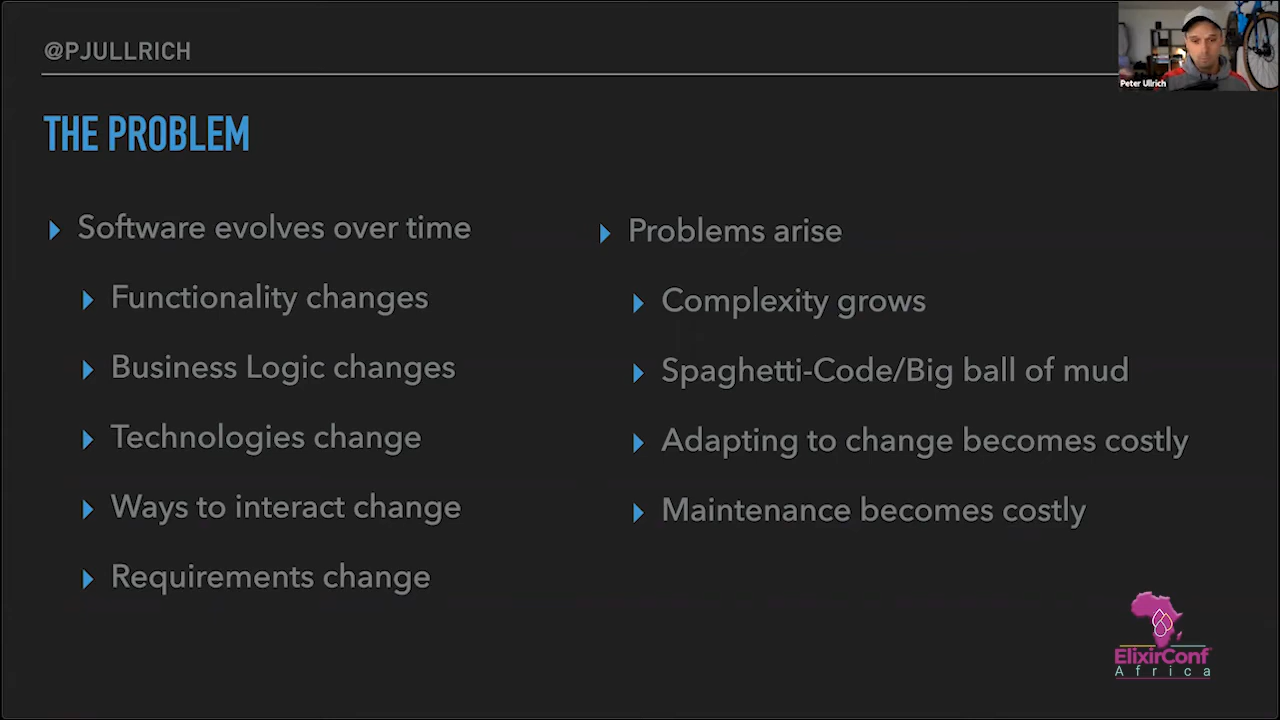 @PJULLRICH
Peter Ullrich
THE PROBLEM
Software evolves over time
Functionality changes
Business Logic changes
Technologies change
Ways to interact change
Requirements change
Problems arise
Complexity grows
Spaghetti-Code/Big ball of mud
Adapting to change becomes costly
Maintenance becomes costly
ElixirConf
Africa